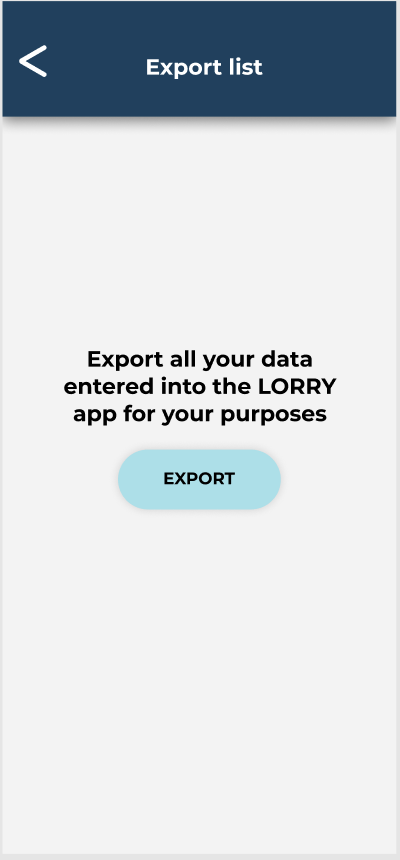 Export list
Export all your data
entered into the LORRY
app for your purposes
EXPORT